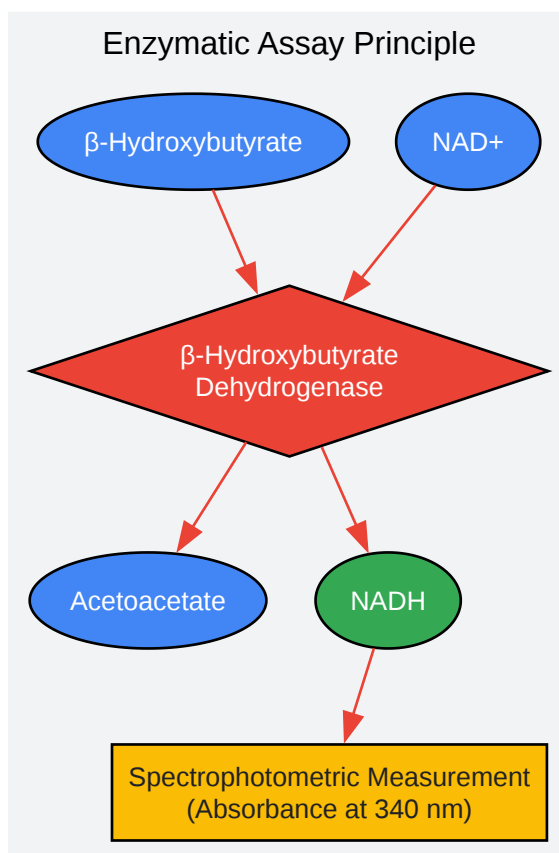 Enzymatic Assay Principle
β-Hydroxybutyrate
NAD+
β-Hydroxybutyrate
Dehydrogenase
Acetoacetate
NADH
Spectrophotometric Measurement
(Absorbance at 340 nm)